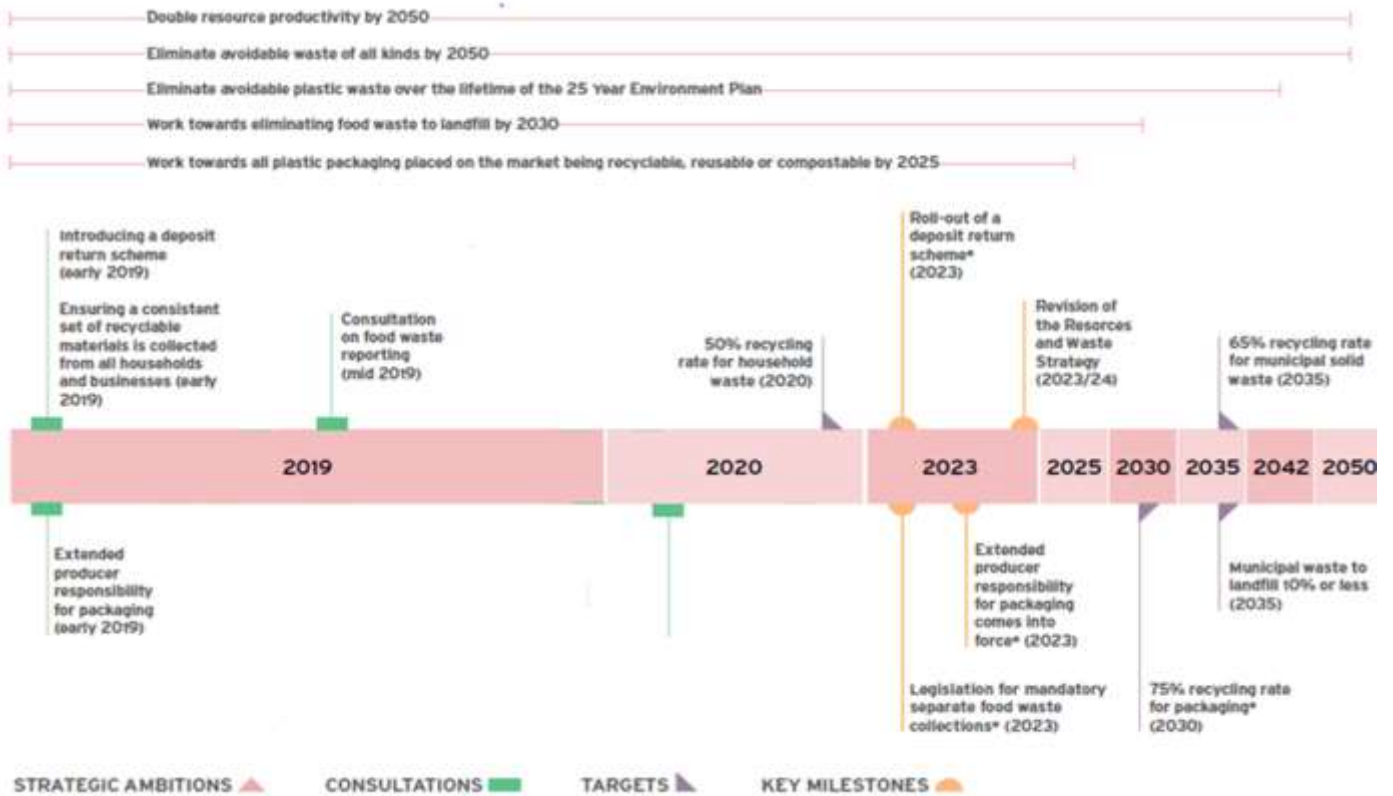 Double resource productivity by 2050
Eliminate avoidable waste of all kinds by 2050
Eliminate avoidable plastic waste over the lifetime of the 25 Year Environment Plan
Work towards eliminating food waste to landfill by 2030
Work towards all plastic packaging placed on the market being recyclable, reusable or compostable by 2025
Introducing a deposit
return scheme
(early 2019)
Ensuring a consistent
set of recyclable
materials is collected
from all households
and businesses (early
2019)
Consultation
on food waste
reporting
(mid 2019)
50% recycling
rate for household
waste (2020)
Roll-out of a
deposit return
scheme*
(2023)
Revision of
the Resorces
and Waste
Strategy
(2023/24)
65% recycling rate
for municipal solid
waste (2035)
2019
2020
2023
2025
2030
2035
2042
2050
Extended
producer
responsibility
for packaging
(early 2019)
Extended
producer
responsibility
for packaging
comes into
force* (2023)
Municipal waste to
landfill 10% or less
(2035)
Legislation for mandatory
separate food waste
collections* (2023)
75% recycling rate
for packaging*
(2030)
STRATEGIC AMBITIONS
CONSULTATIONS
TARGETS
KEY MILESTONES